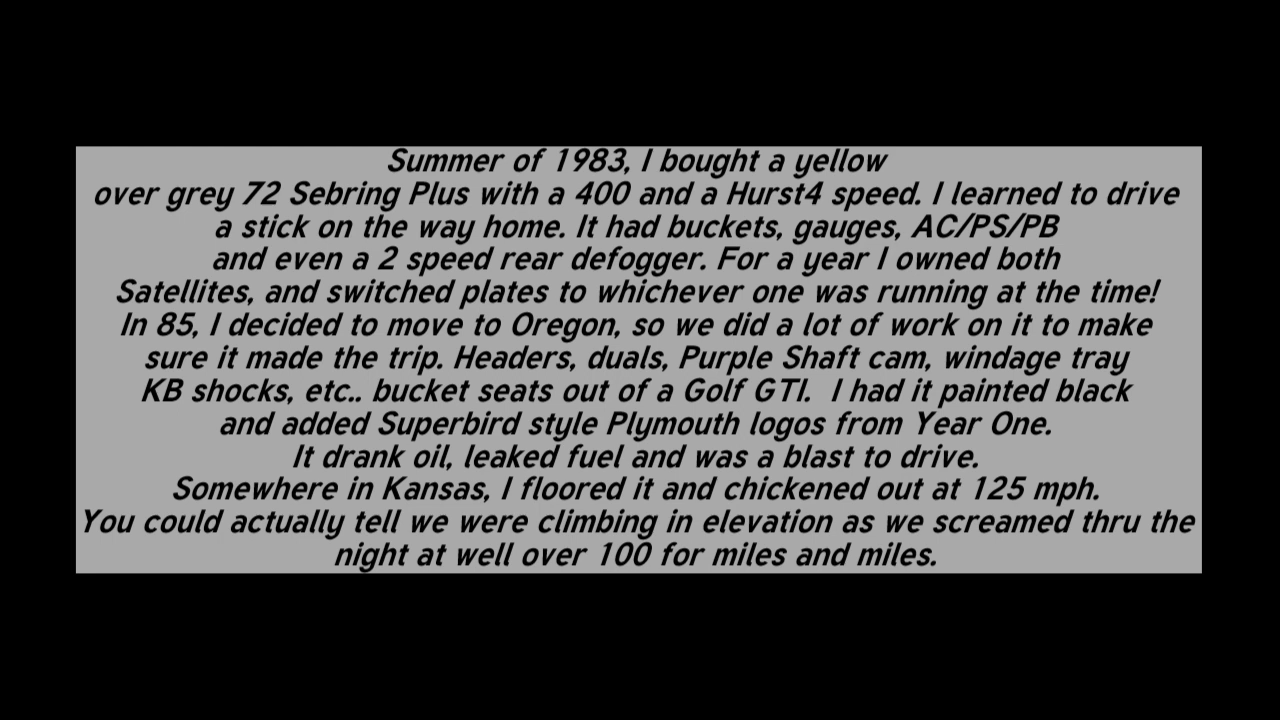 Summer of 1983, I bought a yellow
over grey 72 Sebring Plus with a 400 and a Hurst4 speed. I learned to drive
a stick on the way home. It had buckets, gauges, AC/PS/PB
and even a 2 speed rear defogger. For a year I owned both
Satellites, and switched plates to whichever one was running at the time!
In 85, I decided to move to Oregon, so we did a lot of work on it to make
sure it made the trip. Headers, duals, Purple Shaft cam, windage tray
KB shocks, etc.. bucket seats out of a Golf GTI.  I had it painted black
and added Superbird style Plymouth logos from Year One.
It drank oil, leaked fuel and was a blast to drive.
Somewhere in Kansas, I floored it and chickened out at 125 mph.
You could actually tell we were climbing in elevation as we screamed thru the
night at well over 100 for miles and miles.